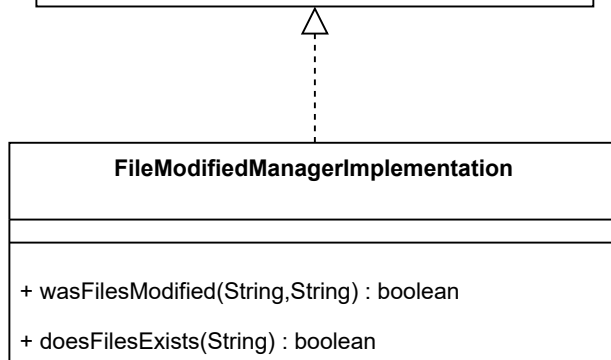 FileModifiedManagerImplementation
+ wasFilesModified(String,String) : boolean
+ doesFilesExists(String) : boolean